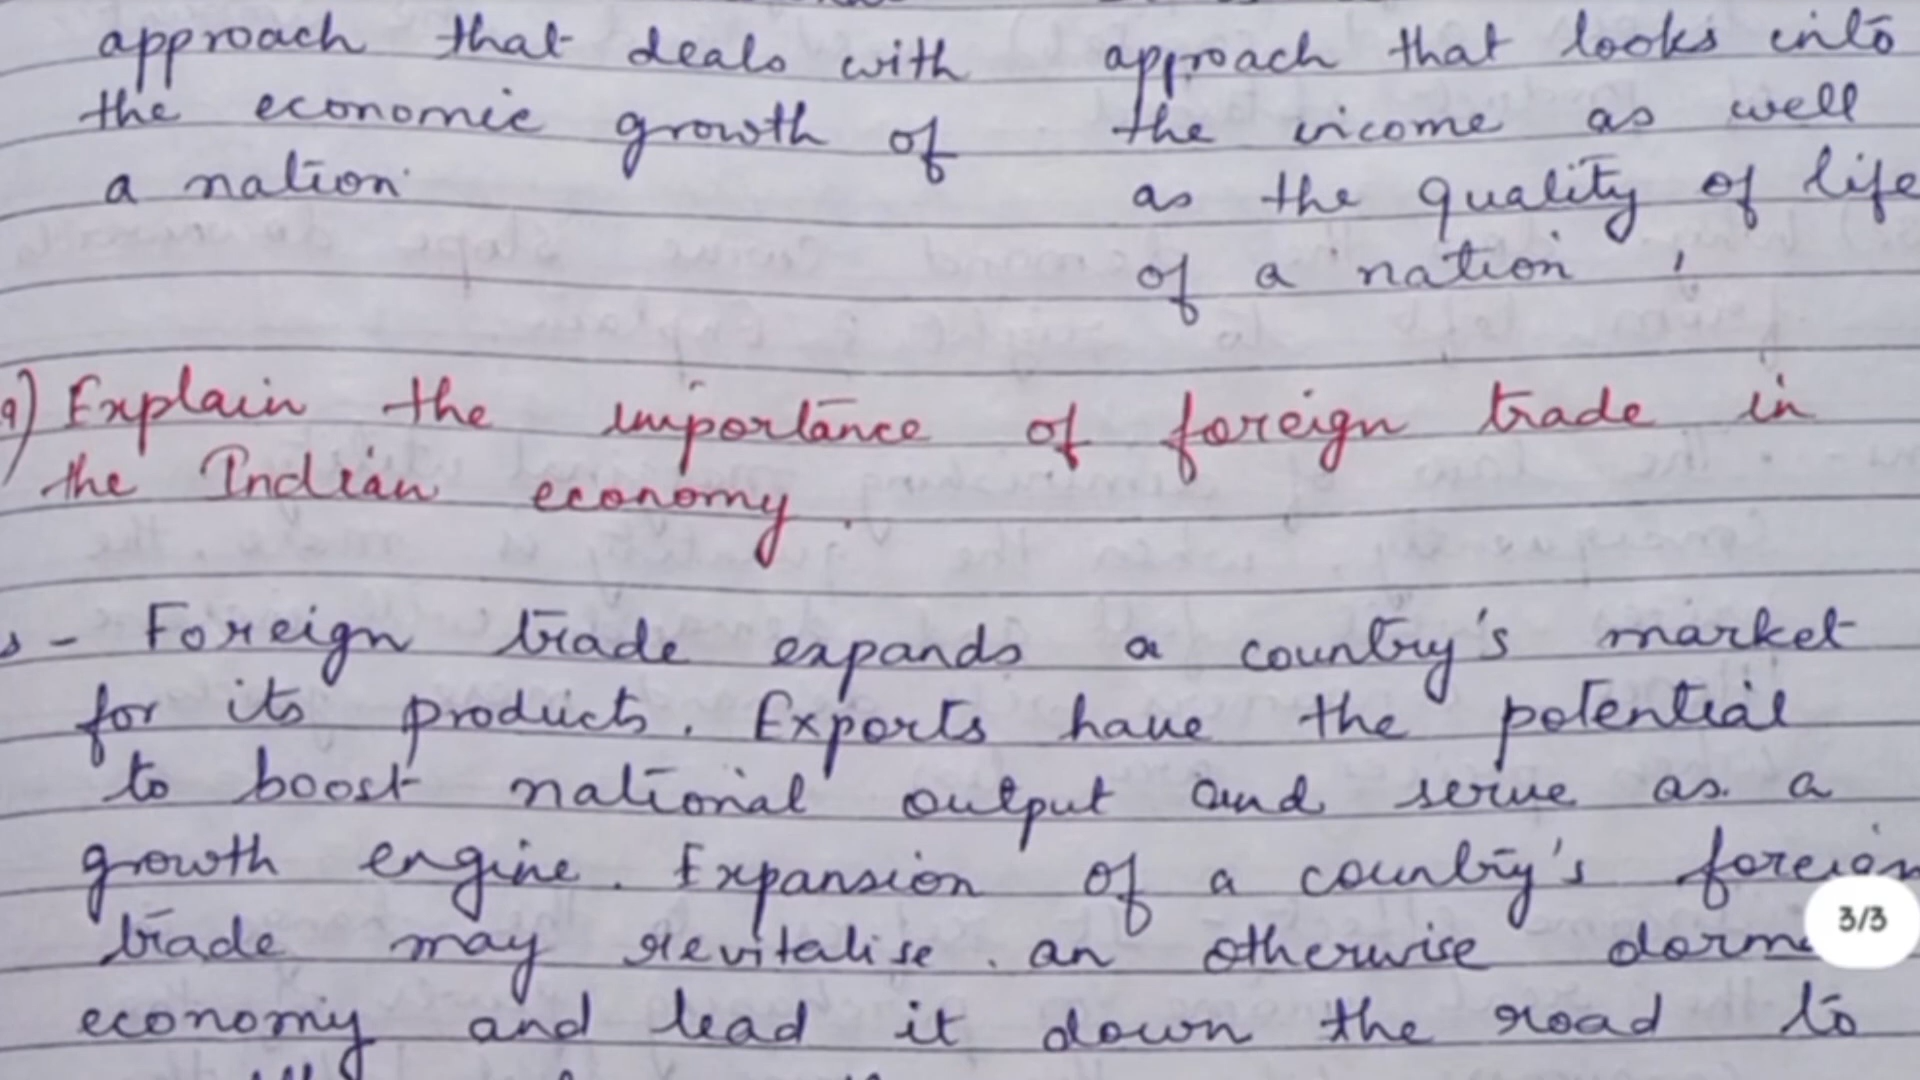 approach that deals with
the economic growth of
a nation
approach that looks into
the income as well
as the quality of life
of a nation
9) Explain the importance of foreign trade in
the Indian economy.
- Foreign trade expands a country's market
for its products. Exports have the potential
to boost national output and serve as a
growth engine. Expansion of a country's foreign
trade may revitalise an otherwise
economy and lead it down the road to
3/3